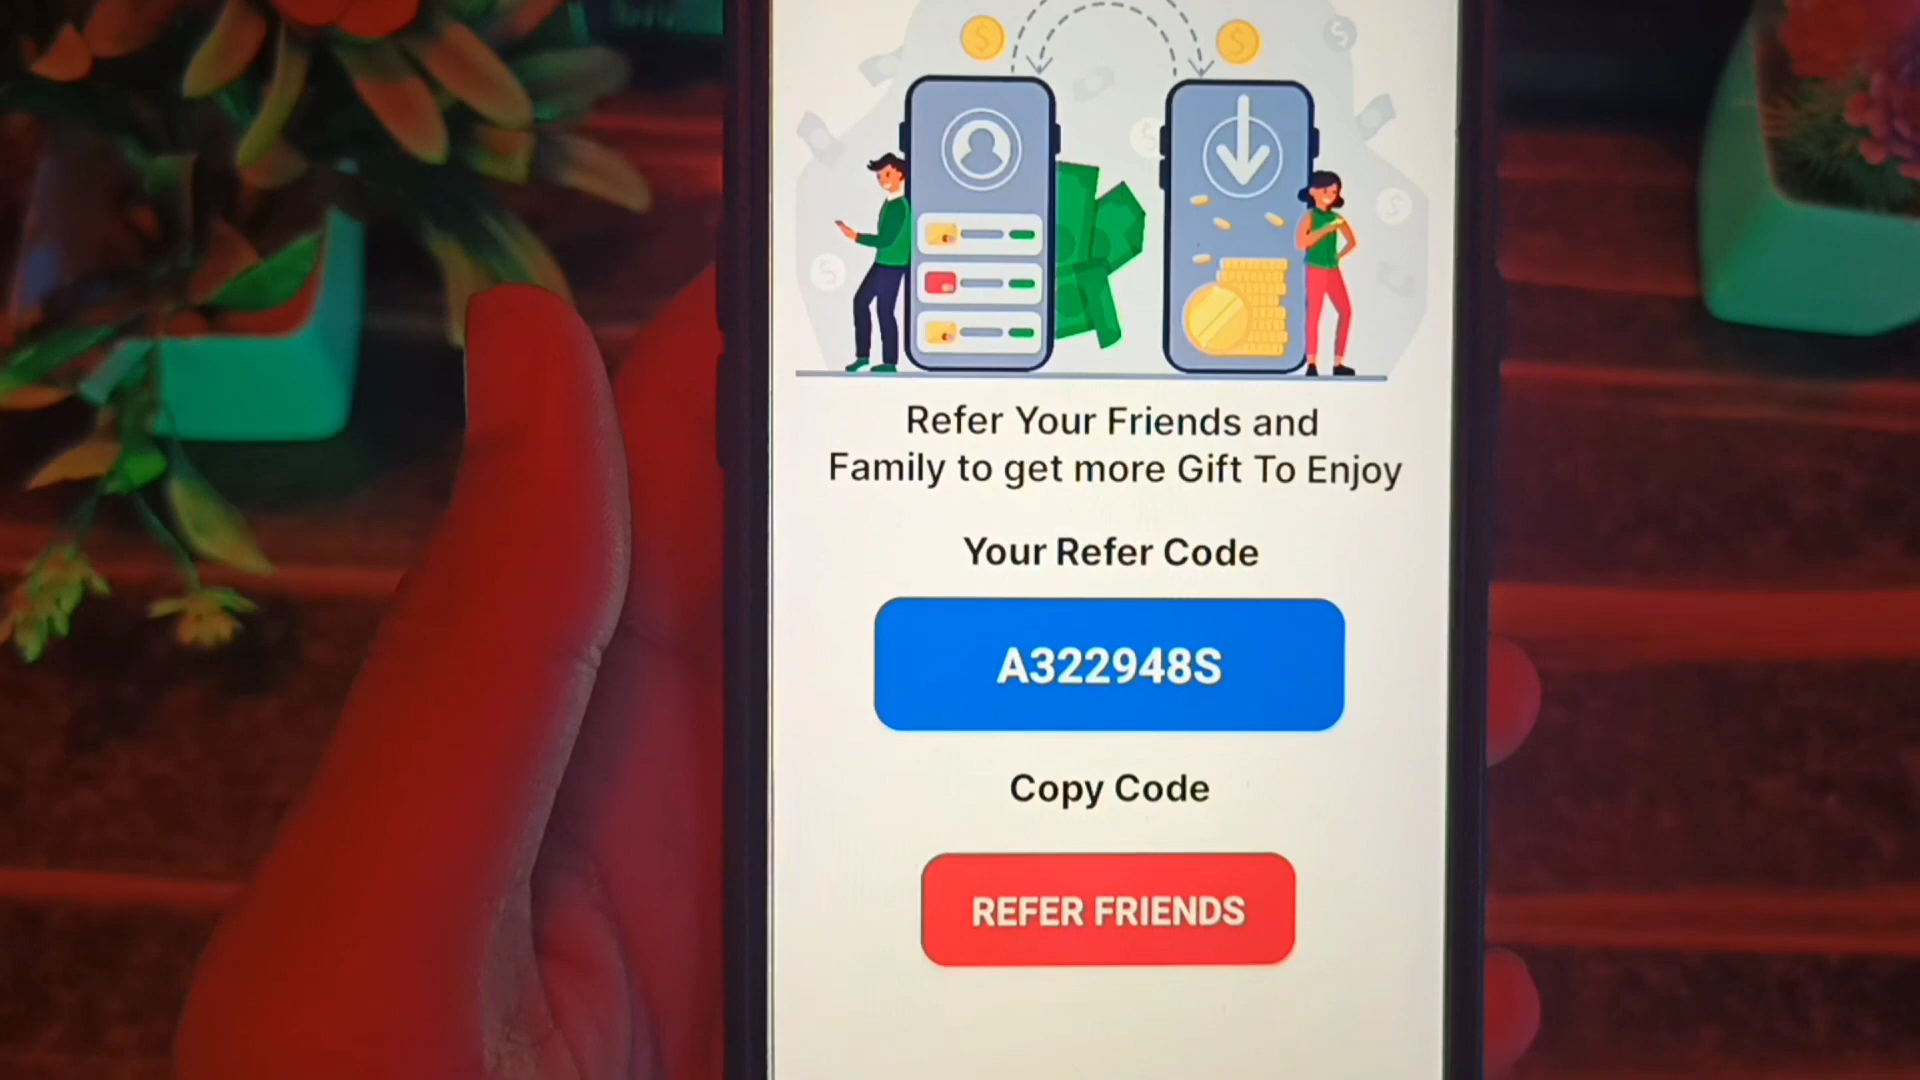 Refer Your Friends and
Family to get more Gift To Enjoy
Your Refer Code
A322948S
Copy Code
REFER FRIENDS